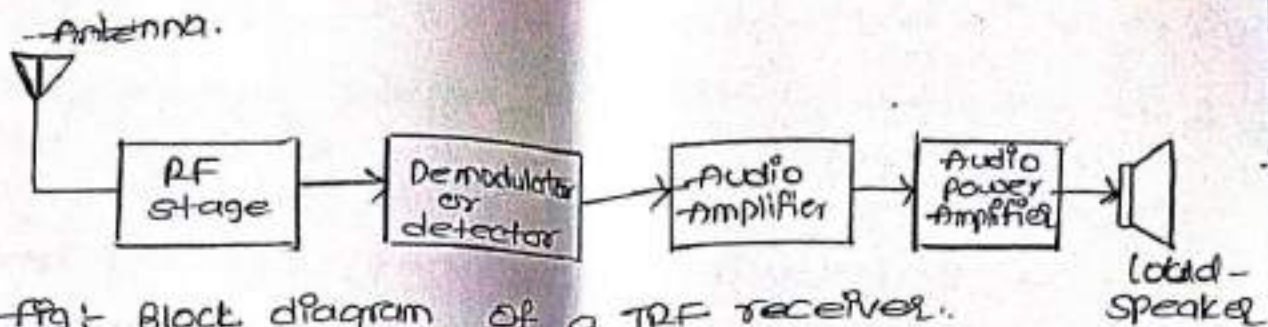 Antenna.
RF
stage
Demodulator
or
detector
Audio
Amplifier
Audio
power
Amplifier
Loud-
speaker
fig:- Block diagram of a TRF receiver.